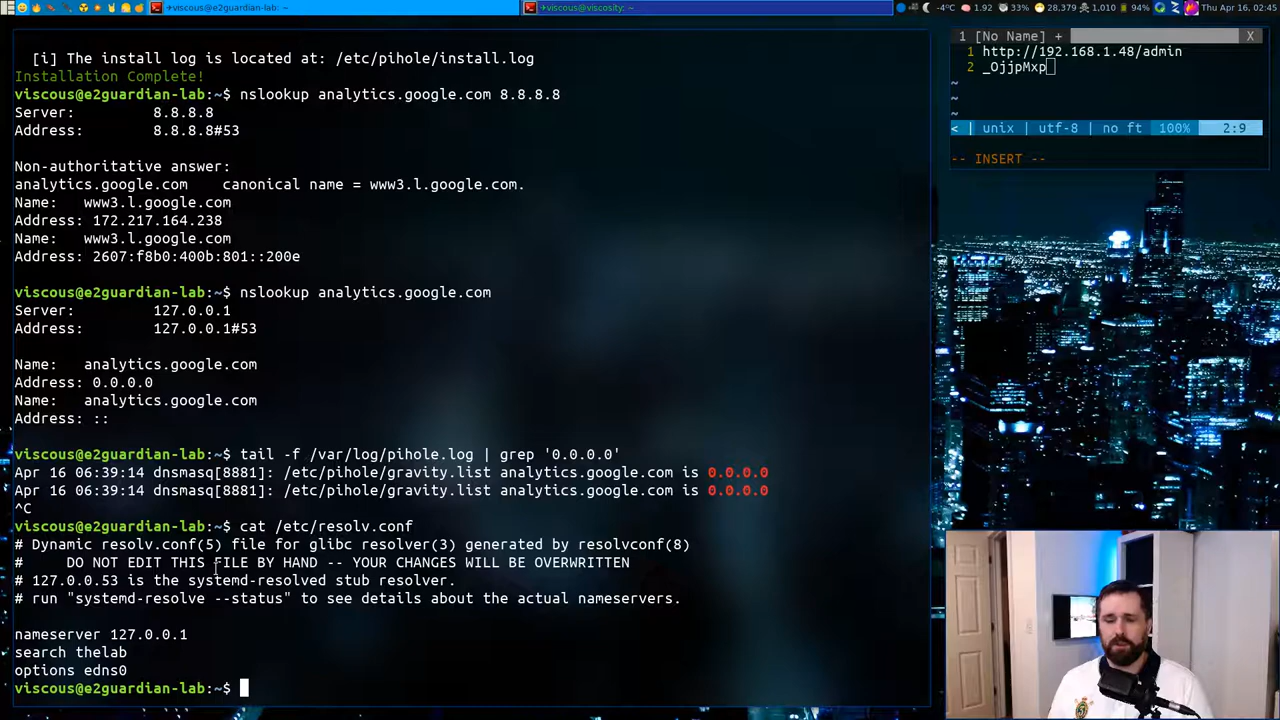 ✈viscous@e2guardian-lab: ~
✈viscous@viscosity: ~
-4°C
1.92
33%
28.379
1,010
94%
Thu Apr 16, 02:45
[i] The install log is located at: /etc/pihole/install.log
Installation Complete!
viscous@e2guardian-lab:~$ nslookup analytics.google.com 8.8.8.8
Server: 8.8.8.8
Address: 8.8.8.8#53
Non-authoritative answer:
analytics.google.com canonical name = www3.l.google.com.
Name: www3.l.google.com
Address: 172.217.164.238
Name: www3.l.google.com
Address: 2607:f8b0:400b:801::200e
viscous@e2guardian-lab:~$ nslookup analytics.google.com
Server: 127.0.0.1
Address: 127.0.0.1#53
Name: analytics.google.com
Address: 0.0.0.0
Name: analytics.google.com
Address: ::
viscous@e2guardian-lab:~$ tail -f /var/log/pihole.log | grep '0.0.0.0'
Apr 16 06:39:14 dnsmasq[8881]: /etc/pihole/gravity.list analytics.google.com is 0.0.0.0
Apr 16 06:39:14 dnsmasq[8881]: /etc/pihole/gravity.list analytics.google.com is 0.0.0.0
^C
viscous@e2guardian-lab:~$ cat /etc/resolv.conf
# Dynamic resolv.conf(5) file for glibc resolver(3) generated by resolvconf(8)
# DO NOT EDIT THIS FILE BY HAND -- YOUR CHANGES WILL BE OVERWRITTEN
# 127.0.0.53 is the systemd-resolved stub resolver.
# run "systemd-resolve --status" to see details about the actual nameservers.
nameserver 127.0.0.1
search thelab
options edns0
viscous@e2guardian-lab:~$
1 [No Name] + X
1 http://192.168.1.48/admin
2 _OjjpMxp
~
~
~
< | unix | utf-8 | no ft 100% 2:9
-- INSERT --